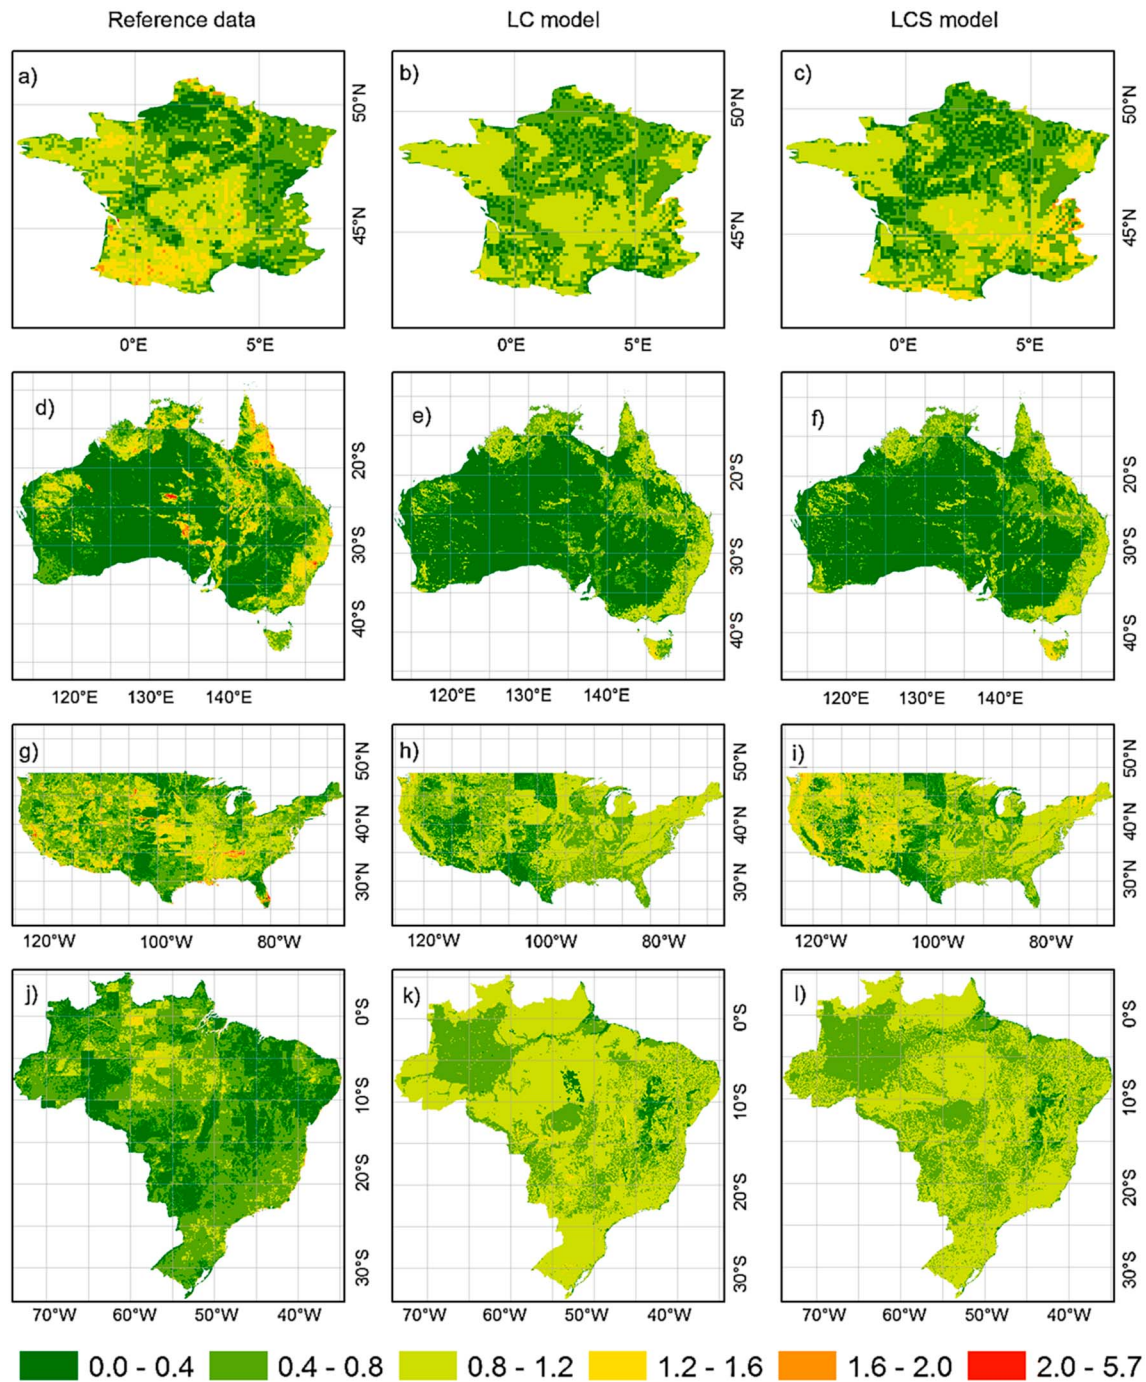 Reference data LC model LCS model
a) b) c)
50°N 50°N 50°N
45°N 45°N 45°N
0°E 5°E 0°E 5°E 0°E 5°E
d) e) f)
20°S 20°S 20°S
30°S 30°S 30°S
40°S 40°S 40°S
120°E 130°E 140°E 120°E 130°E 140°E 120°E 130°E 140°E
g) h) i)
50°N 50°N 50°N
40°N 40°N 40°N
30°N 30°N 30°N
120°W 100°W 80°W 120°W 100°W 80°W 120°W 100°W 80°W
j) k) l)
0°S 0°S 0°S
10°S 10°S 10°S
20°S 20°S 20°S
30°S 30°S 30°S
70°W 60°W 50°W 40°W 70°W 60°W 50°W 40°W 70°W 60°W 50°W 40°W
0.0 - 0.4 0.4 - 0.8 0.8 - 1.2 1.2 - 1.6 1.6 - 2.0 2.0 - 5.7